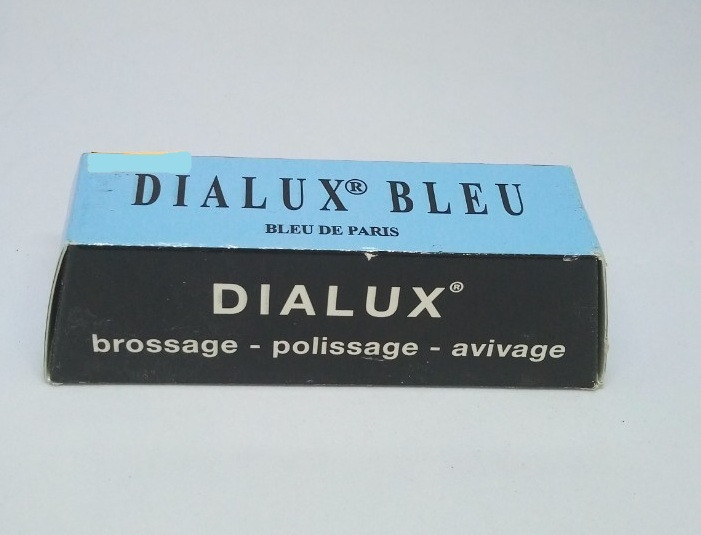 DIALUX® BLEU
BLEU DE PARIS
DIALUX®
brossage - polissage - avivage